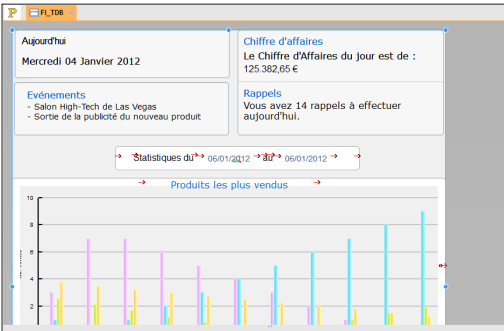 P FI_TDB
Aujourd'hui
Mercredi 04 Janvier 2012
Chiffre d'affaires
Le Chiffre d'Affaires du jour est de :
125.382,65 €
Evénements
- Salon High-Tech de Las Vegas
- Sortie de la publicité du nouveau produit
Rappels
Vous avez 14 rappels à effectuer
aujourd'hui.
Statistiques du 06/01/2012 au 06/01/2012
Produits les plus vendus
10
8
6
4
2